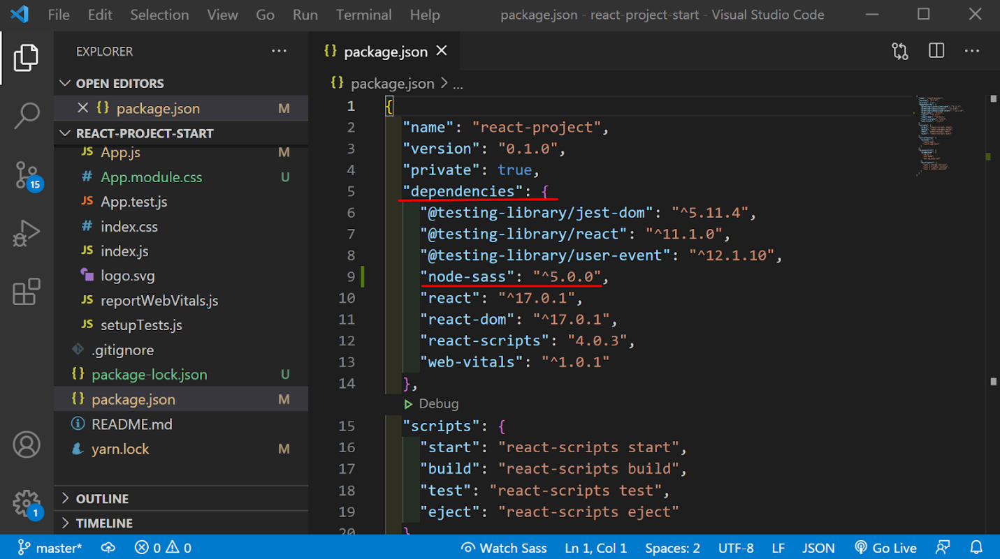 File Edit Selection View Go Run Terminal Help package.json - react-project-start - Visual Studio Code
EXPLORER
OPEN EDITORS
package.json M
REACT-PROJECT-START
JS App.js M
# App.module.css U
JS App.test.js
# index.css
JS index.js
logo.svg
JS reportWebVitals.js
JS setupTests.js
.gitignore
{} package-lock.json U
{} package.json M
README.md
yarn.lock M
OUTLINE
TIMELINE
15
1
{} package.json
{} package.json > ...
1 {
2 "name": "react-project",
3 "version": "0.1.0",
4 "private": true,
5 "dependencies": {
6 "@testing-library/jest-dom": "^5.11.4",
7 "@testing-library/react": "^11.1.0",
8 "@testing-library/user-event": "^12.1.10",
9 "node-sass": "^5.0.0",
10 "react": "^17.0.1",
11 "react-dom": "^17.0.1",
12 "react-scripts": "4.0.3",
13 "web-vitals": "^1.0.1"
14 },
Debug
15 "scripts": {
16 "start": "react-scripts start",
17 "build": "react-scripts build",
18 "test": "react-scripts test",
19 "eject": "react-scripts eject"
20 }
master* 0 0 Watch Sass Ln 1, Col 1 Spaces: 2 UTF-8 LF JSON Go Live